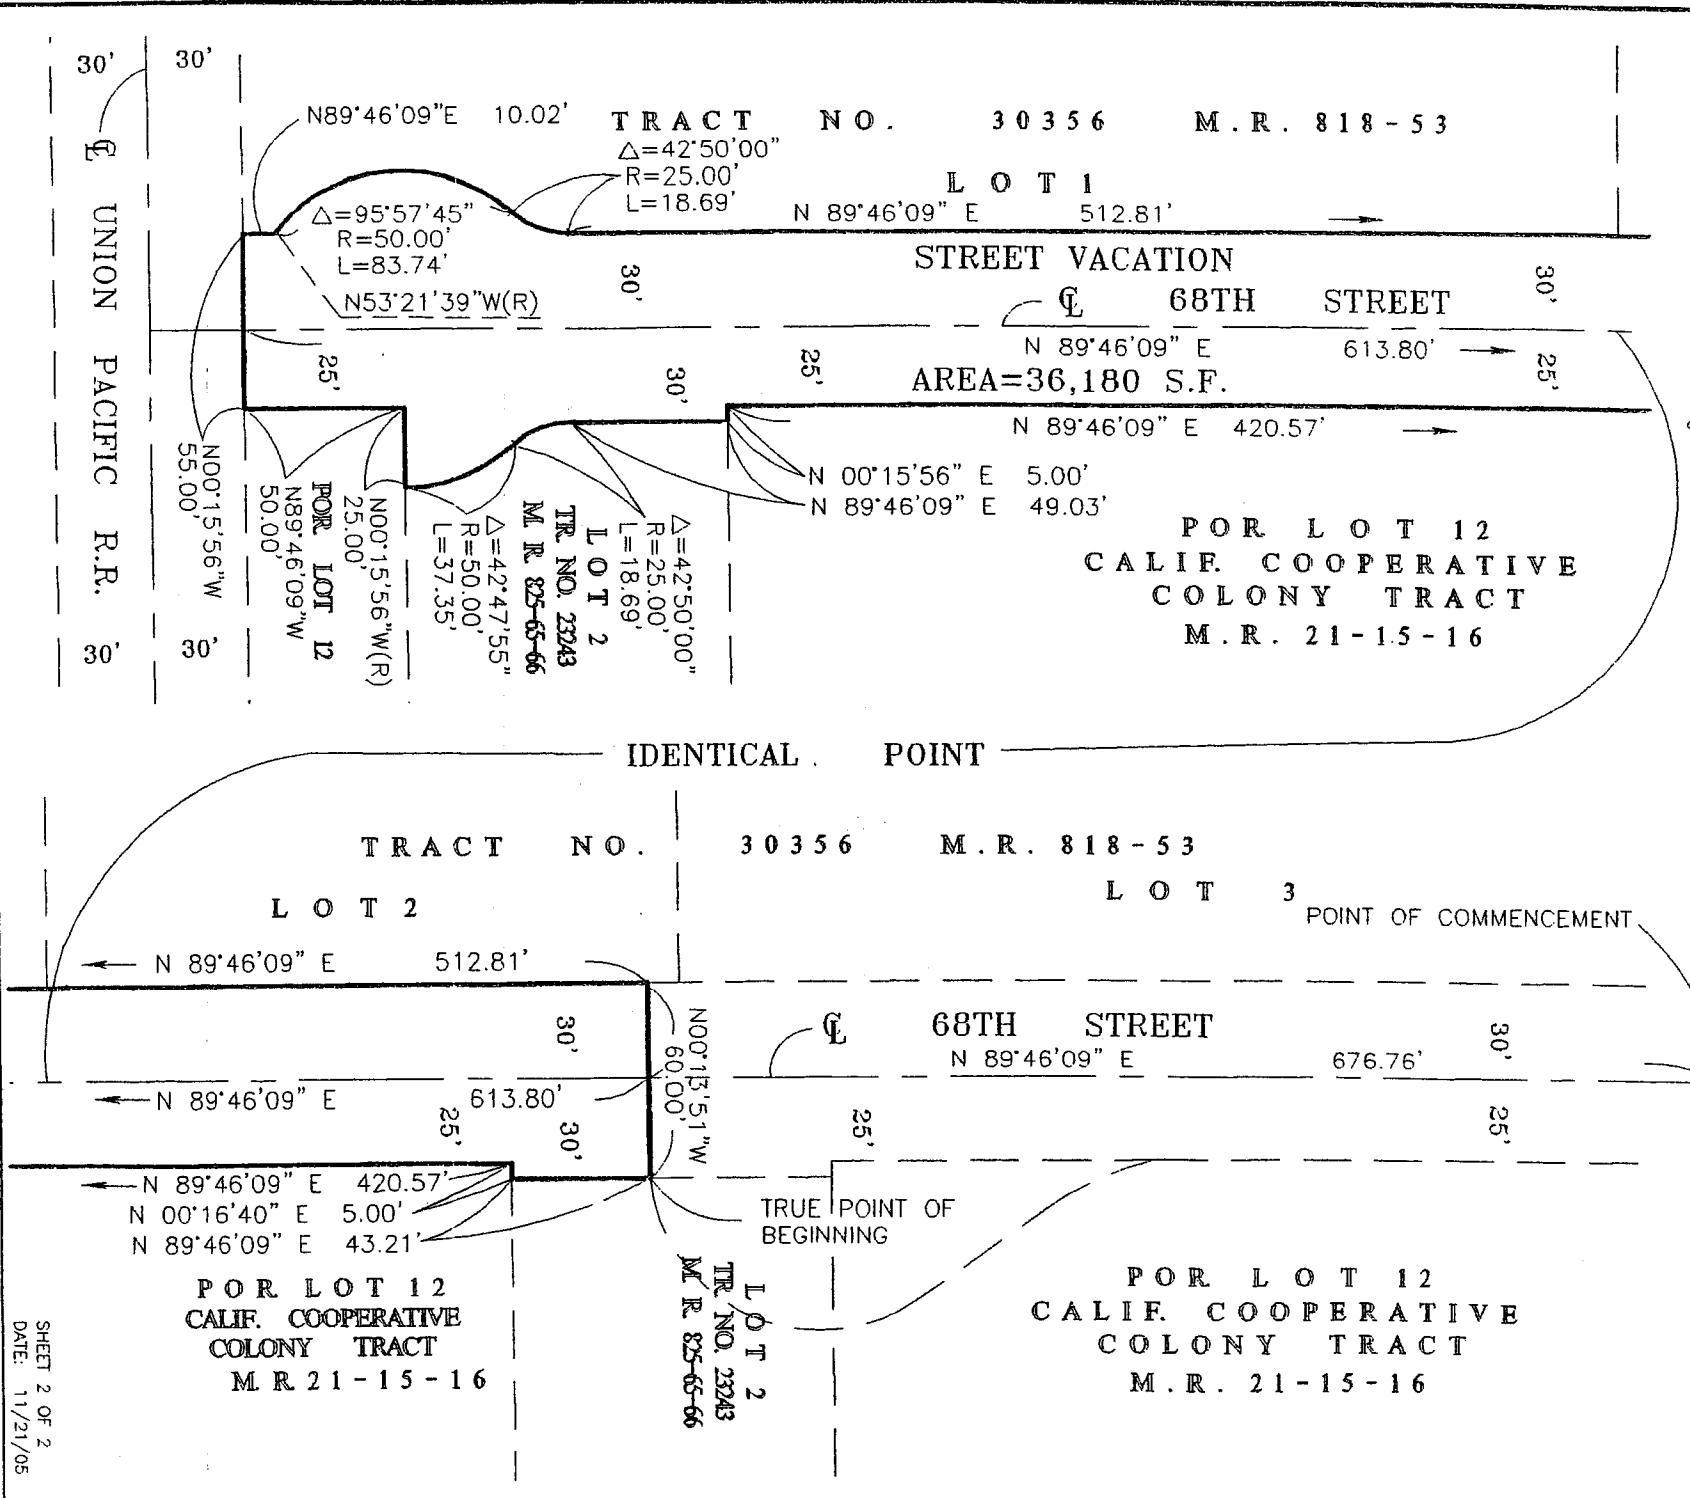 30'
30'
℄ UNION PACIFIC R.R.
30'
30'
N89°46'09"E 10.02'
TRACT NO. 30356 M.R. 818-53
△=42°50'00"
R=25.00'
L=18.69'
LOT 1
N 89°46'09" E 512.81'
△=95°57'45"
R=50.00'
L=83.74'
N53°21'39"W(R)
30'
STREET VACATION
30'
℄ 68TH STREET
N 89°46'09" E 613.80'
25'
30'
25'
25'
AREA=36,180 S.F.
N 89°46'09" E 420.57'
N 00°15'56" E 5.00'
N 89°46'09" E 49.03'
N00°15'56"W
55.00'
N89°46'09"W
50.00'
POR LOT 12
N00°15'56"W(R)
25.00'
△=42°47'55"
R=50.00'
L=37.35'
LOT 2
TR NO. 23243
M R 825-65-66
△=42°50'00"
R=25.00'
L=18.69'
POR LOT 12
CALIF. COOPERATIVE
COLONY TRACT
M.R. 21-15-16
IDENTICAL POINT
TRACT NO. 30356 M.R. 818-53
LOT 2
LOT 3
POINT OF COMMENCEMENT
N 89°46'09" E 512.81'
30'
N00°13'51"W
60.00'
℄ 68TH STREET
30'
N 89°46'09" E 676.76'
N 89°46'09" E 613.80'
25'
30'
25'
25'
N 89°46'09" E 420.57'
N 00°16'40" E 5.00'
N 89°46'09" E 43.21'
TRUE POINT OF
BEGINNING
POR LOT 12
CALIF. COOPERATIVE
COLONY TRACT
M.R. 21-15-16
LOT 2
TR NO. 23243
M R 825-65-66
POR LOT 12
CALIF. COOPERATIVE
COLONY TRACT
M.R. 21-15-16
SHEET 2 OF 2
DATE: 11/21/05